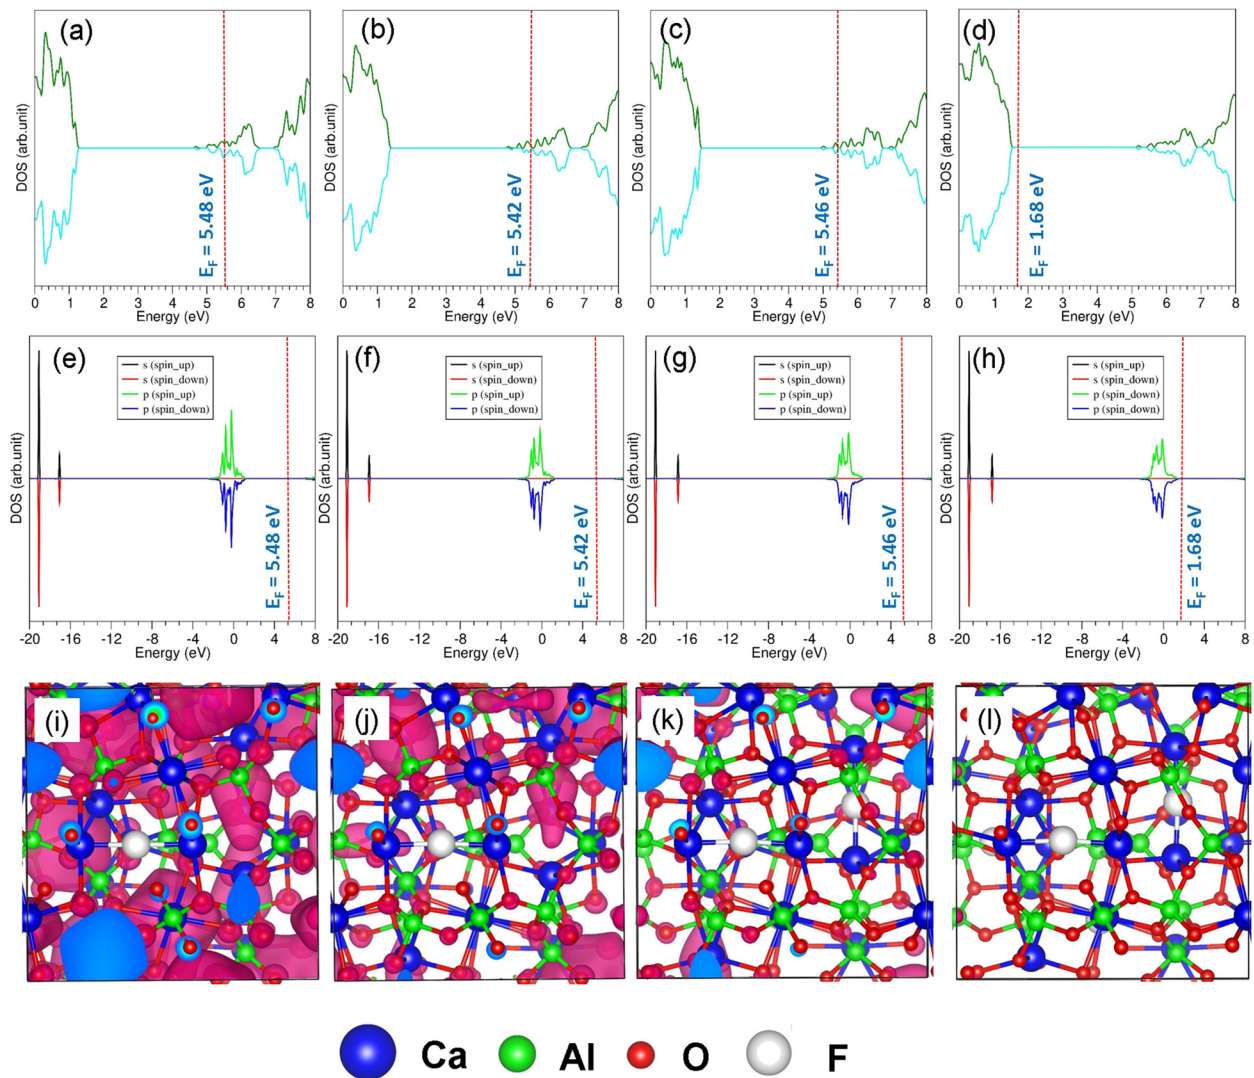 (a)
DOS (arb.unit)
E_F = 5.48 eV
0 1 2 3 4 5 6 7 8
Energy (eV)
(b)
DOS (arb.unit)
E_F = 5.42 eV
0 1 2 3 4 5 6 7 8
Energy (eV)
(c)
DOS (arb.unit)
E_F = 5.46 eV
0 1 2 3 4 5 6 7 8
Energy (eV)
(d)
DOS (arb.unit)
E_F = 1.68 eV
0 1 2 3 4 5 6 7 8
Energy (eV)
(e)
s (spin_up)
s (spin_down)
p (spin_up)
p (spin_down)
DOS (arb.unit)
E_F = 5.48 eV
-20 -16 -12 -8 -4 0 4 8
Energy (eV)
(f)
s (spin_up)
s (spin_down)
p (spin_up)
p (spin_down)
DOS (arb.unit)
E_F = 5.42 eV
-20 -16 -12 -8 -4 0 4 8
Energy (eV)
(g)
s (spin_up)
s (spin_down)
p (spin_up)
p (spin_down)
DOS (arb.unit)
E_F = 5.46 eV
-20 -16 -12 -8 -4 0 4 8
Energy (eV)
(h)
s (spin_up)
s (spin_down)
p (spin_up)
p (spin_down)
DOS (arb.unit)
E_F = 1.68 eV
-20 -16 -12 -8 -4 0 4 8
Energy (eV)
(i)
(j)
(k)
(l)
Ca Al O F